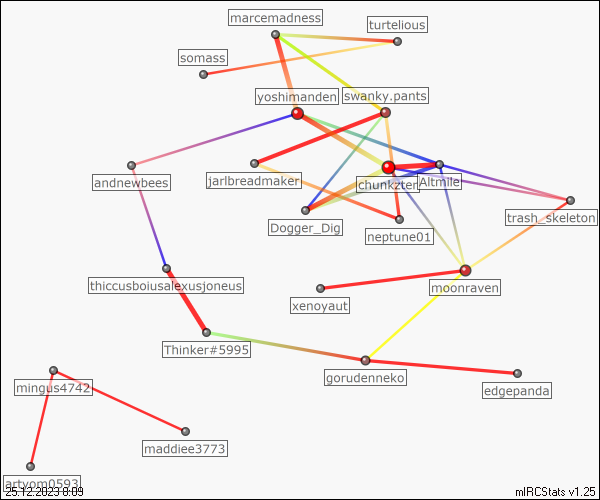 marcemadness
turtelious
somass
yoshimanden
swanky.pants
andnewbees
jarlbreadmaker
chunkzter
Altmile
Dogger_Dig
neptune01
trash_skeleton
thiccusboiusalexusjoneus
xenoyaut
moonraven
Thinker#5995
gorudenneko
mingus4742
edgepanda
maddiee3773
artyom0593
25.12.2023 8:09
mIRCStats v1.25